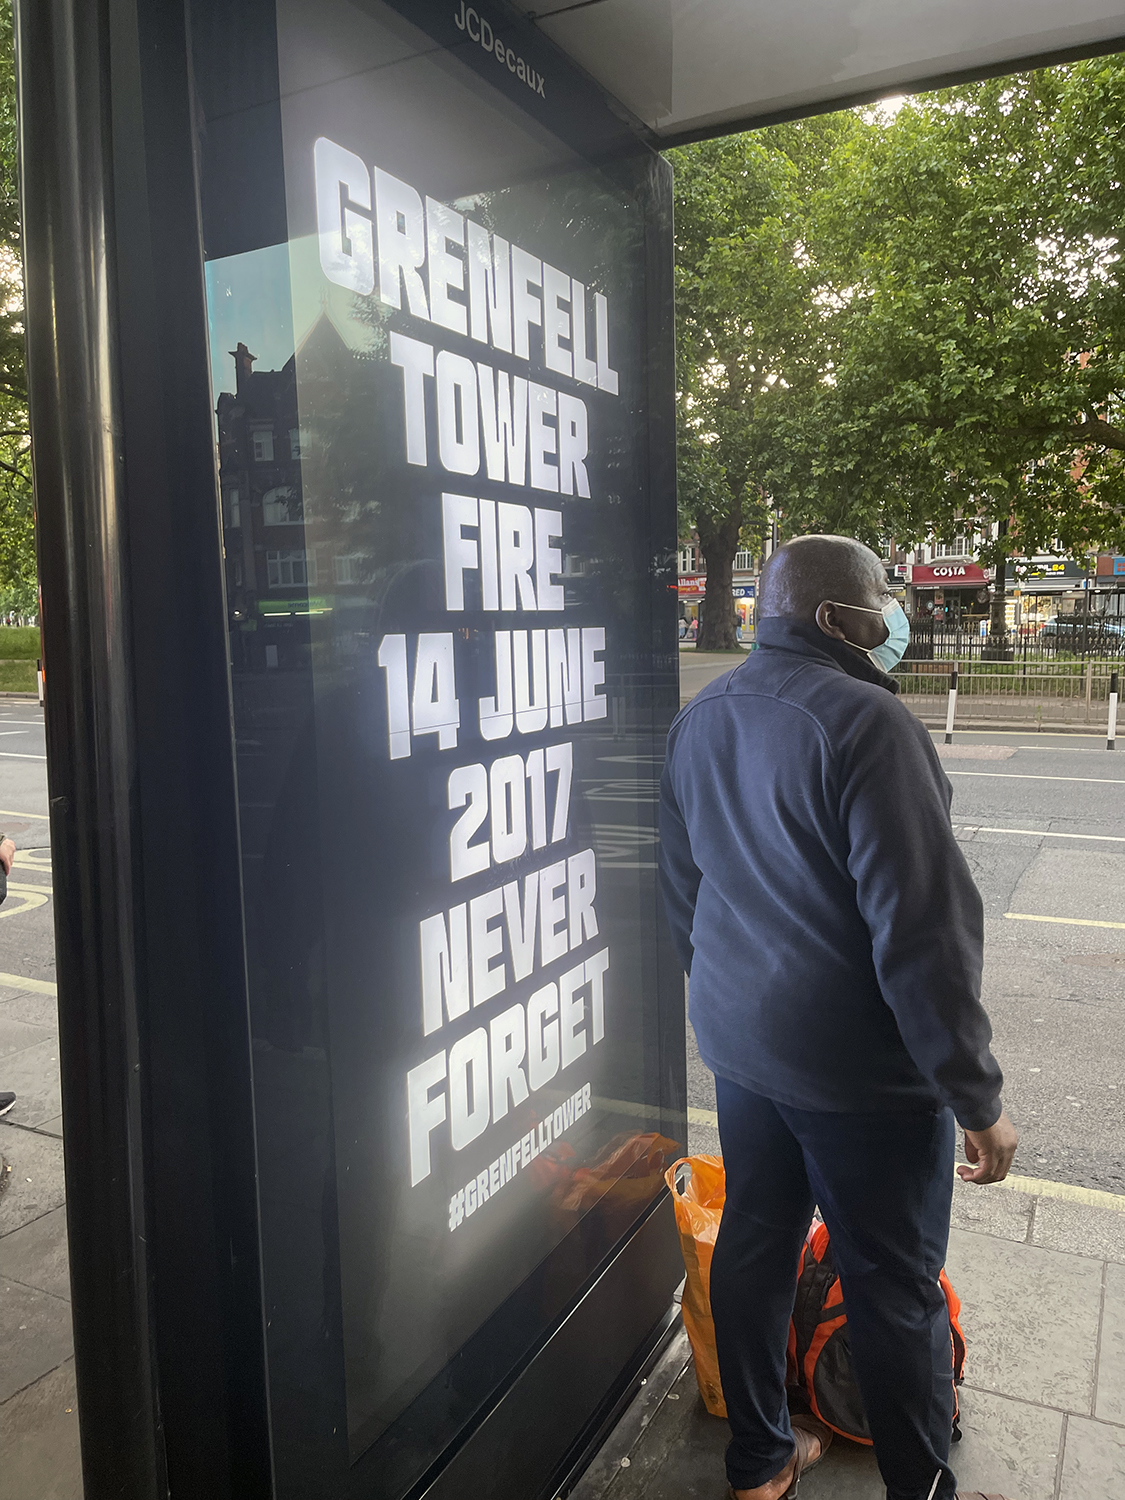 JCDecaux
GRENFELL
TOWER
FIRE
14 JUNE
2017
NEVER
FORGET
#GRENFELLTOWER
COSTA